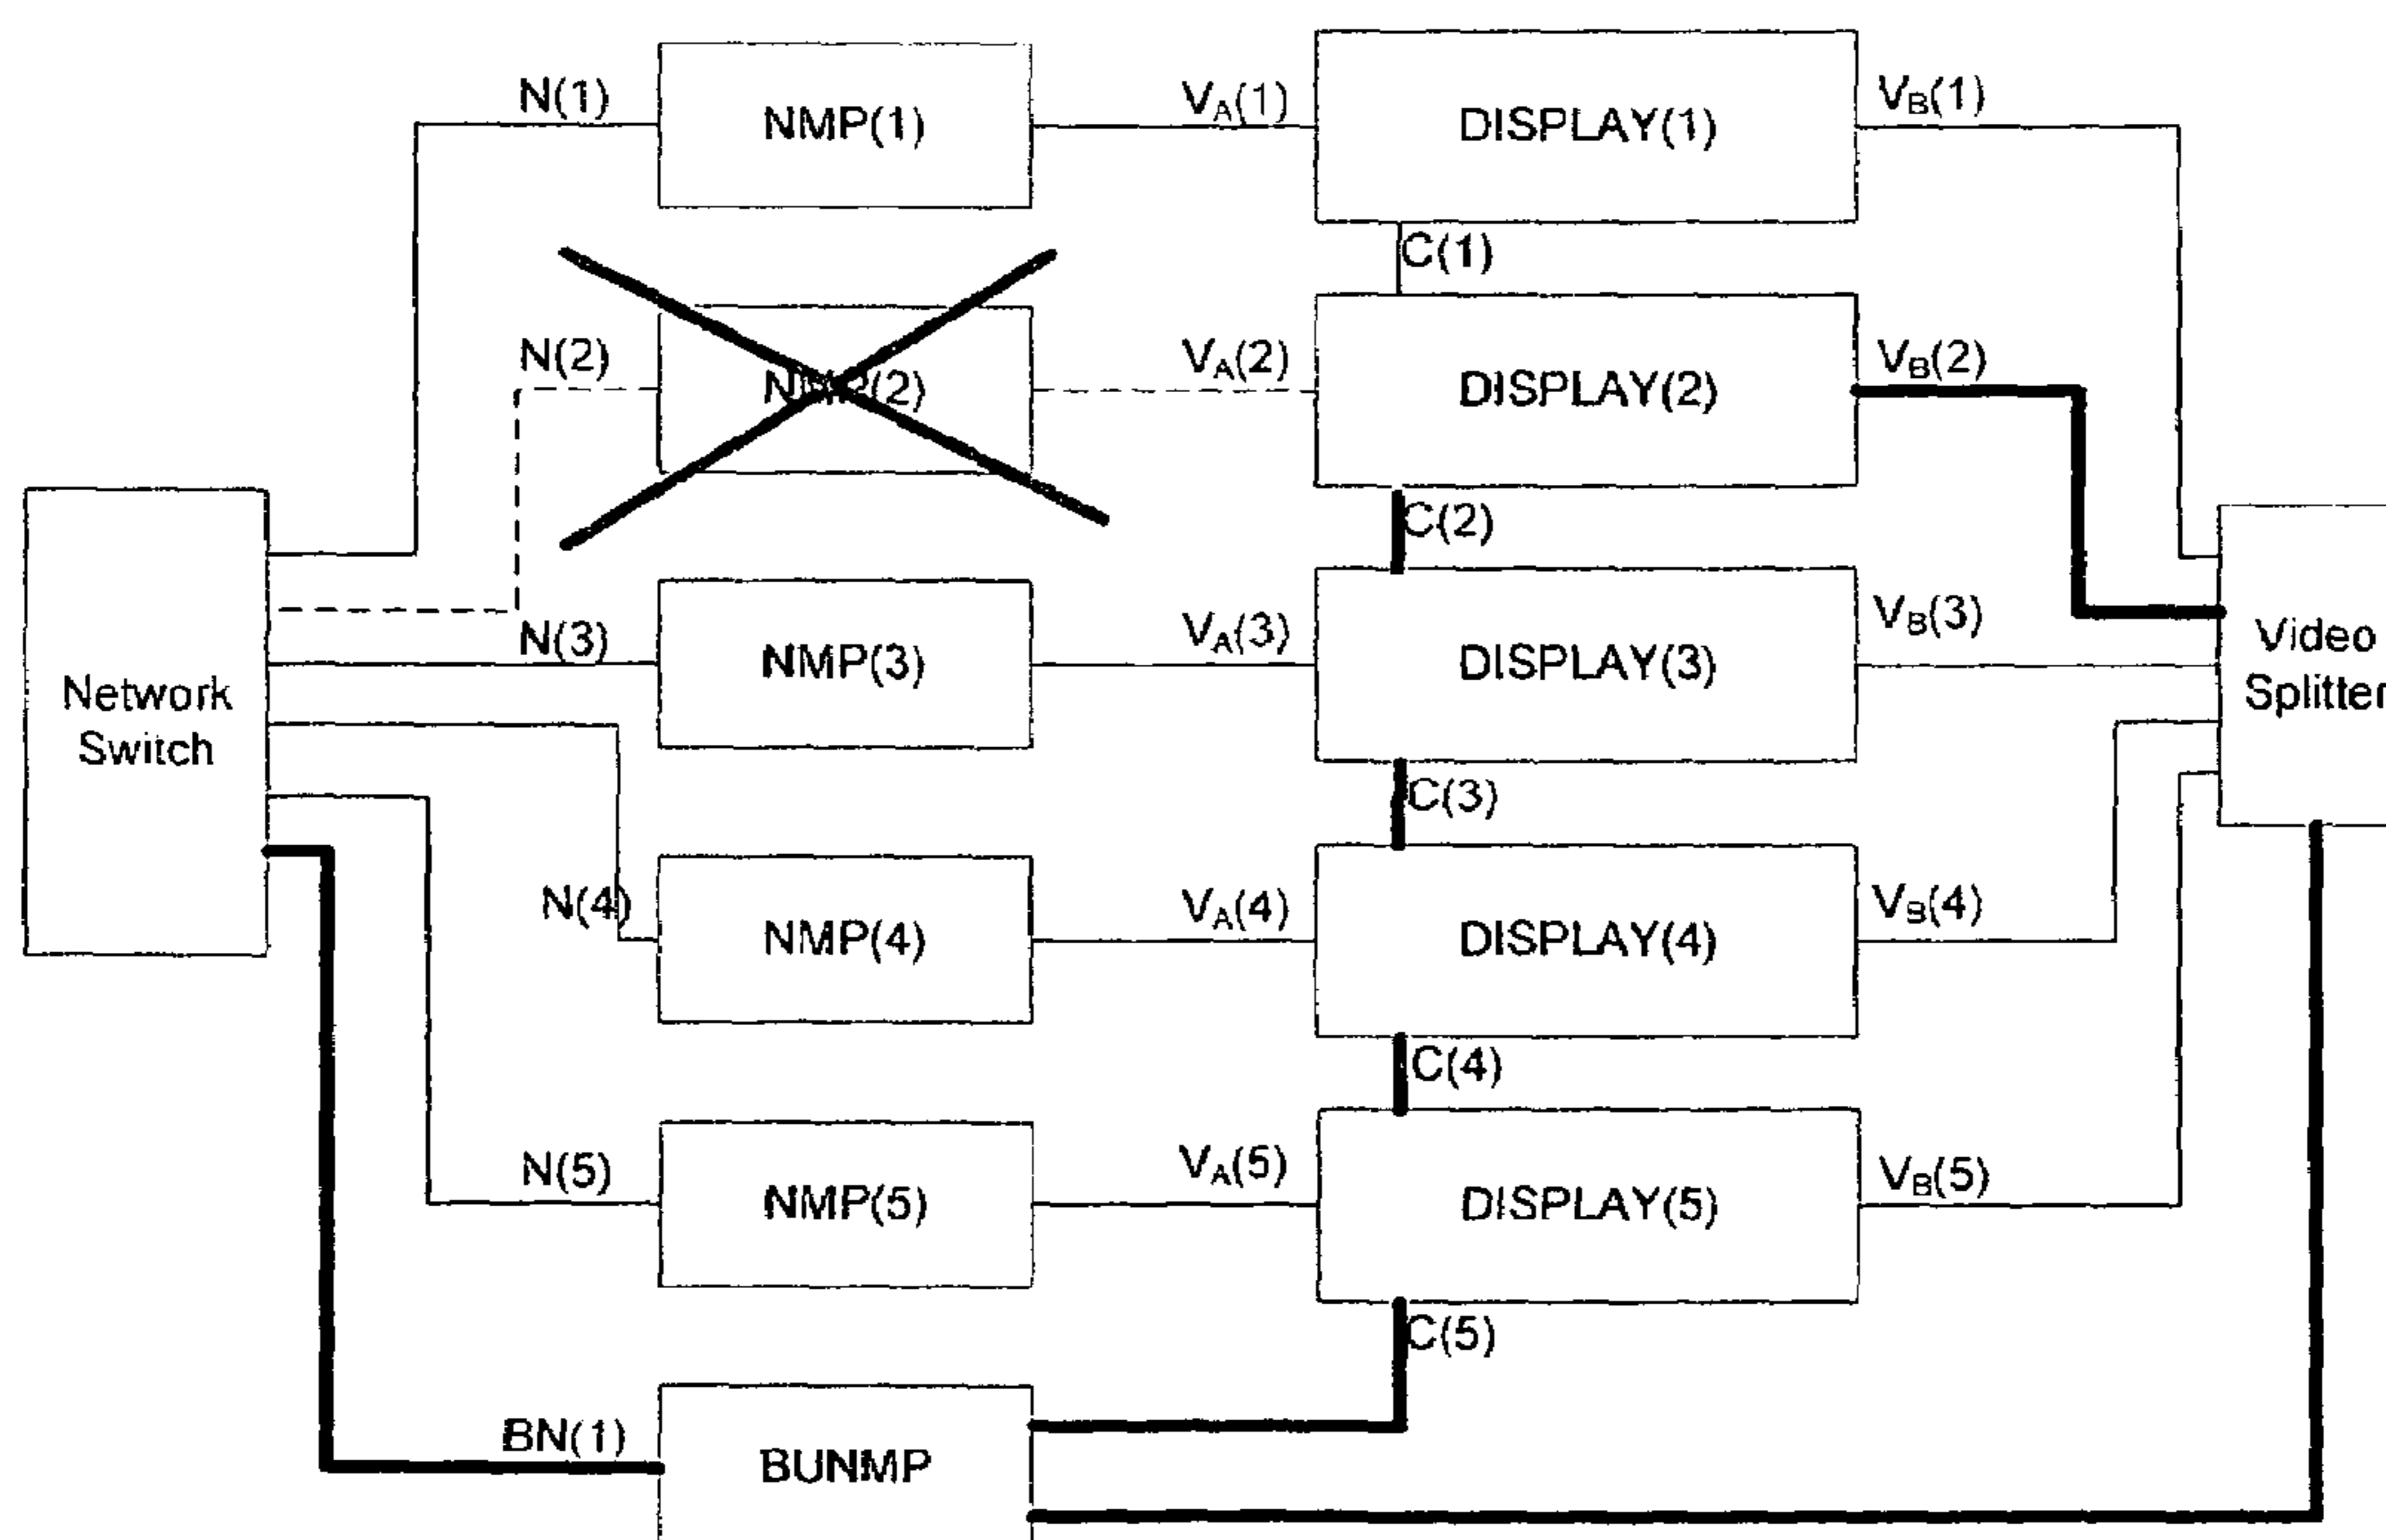 N(1)
NMP(1)
VA(1)
DISPLAY(1)
VB(1)
C(1)
N(2)
NMP(2)
VA(2)
DISPLAY(2)
VB(2)
C(2)
N(3)
NMP(3)
VA(3)
DISPLAY(3)
VB(3)
Network
Switch
Video
Splitter
C(3)
N(4)
NMP(4)
VA(4)
DISPLAY(4)
VB(4)
C(4)
N(5)
NMP(5)
VA(5)
DISPLAY(5)
VB(5)
C(5)
BN(1)
BUNMP